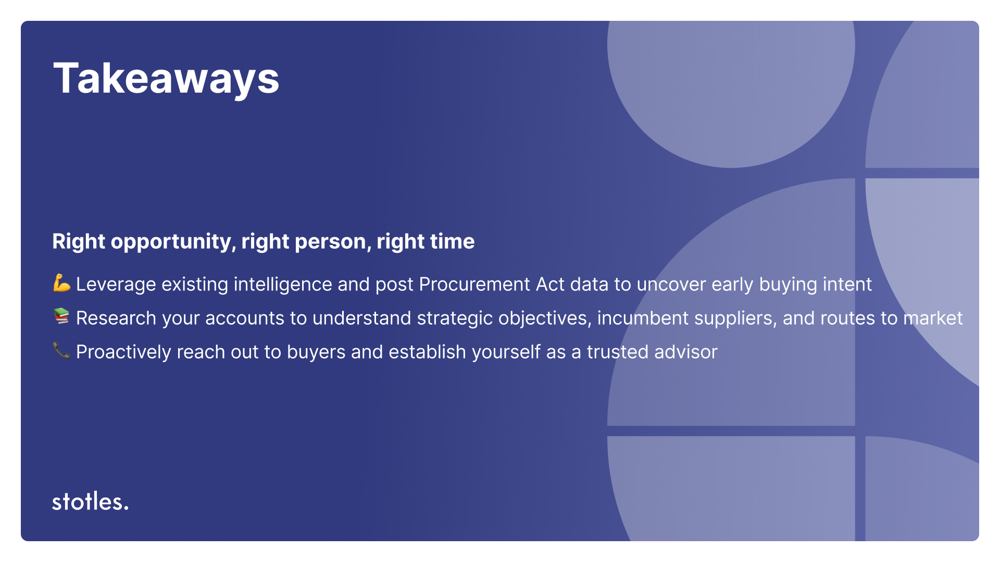 Takeaways
Right opportunity, right person, right time
💪 Leverage existing intelligence and post Procurement Act data to uncover early buying intent
📚 Research your accounts to understand strategic objectives, incumbent suppliers, and routes to market
📞 Proactively reach out to buyers and establish yourself as a trusted advisor
stotles.